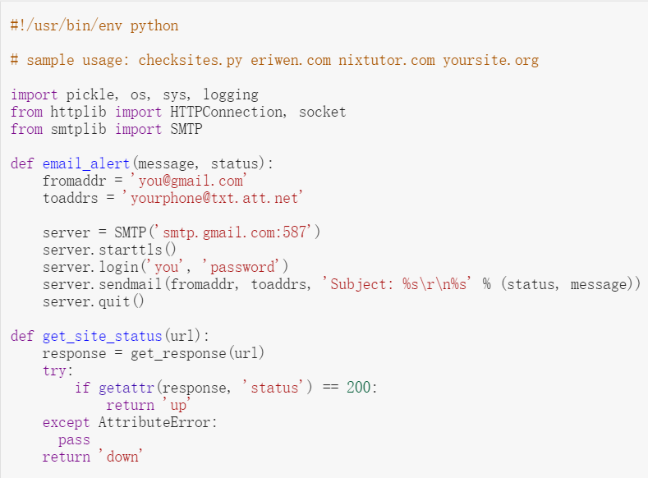 #!/usr/bin/env python
# sample usage: checksites.py eriwen.com nixtutor.com yoursite.org
import pickle, os, sys, logging
from httplib import HTTPConnection, socket
from smtplib import SMTP
def email_alert(message, status):
    fromaddr = 'you@gmail.com'
    toaddrs = 'yourphone@txt.att.net'
    server = SMTP('smtp.gmail.com:587')
    server.starttls()
    server.login('you', 'password')
    server.sendmail(fromaddr, toaddrs, 'Subject: %s\r\n%s' % (status, message))
    server.quit()
def get_site_status(url):
    response = get_response(url)
    try:
        if getattr(response, 'status') == 200:
            return 'up'
    except AttributeError:
      pass
    return 'down'